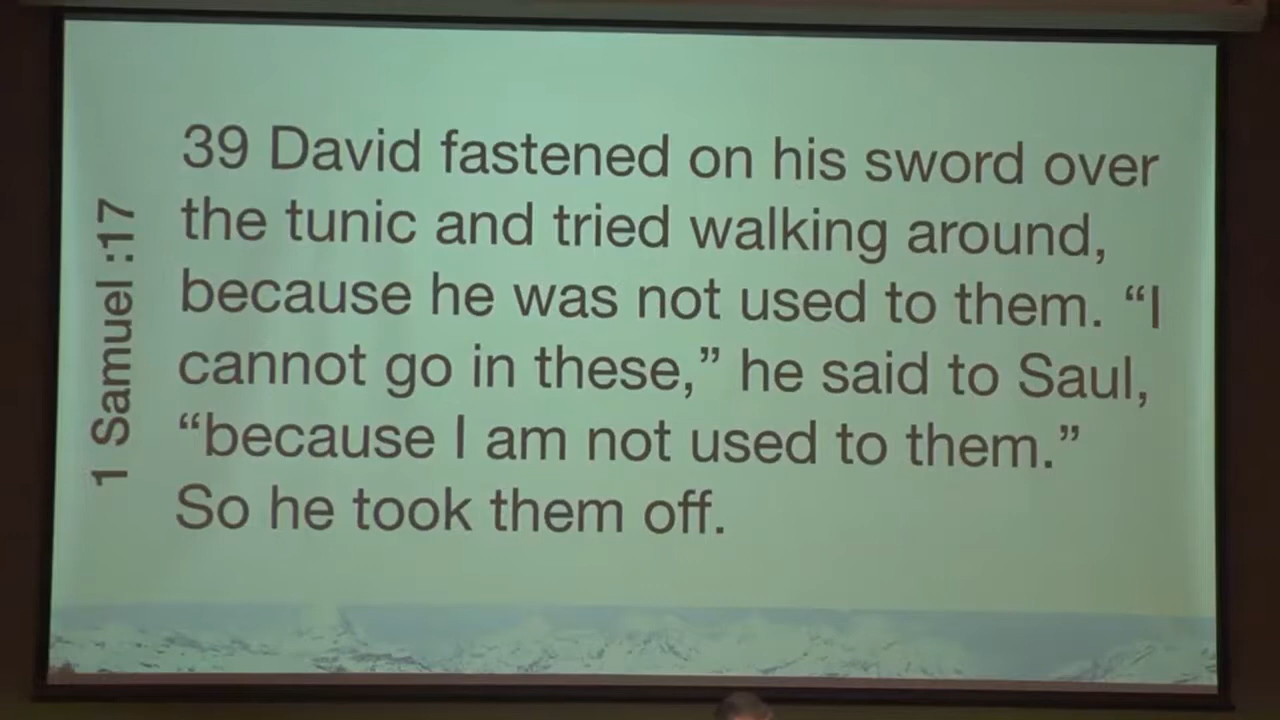 1 Samuel :17
39 David fastened on his sword over
the tunic and tried walking around,
because he was not used to them. “I
cannot go in these,” he said to Saul,
“because I am not used to them.”
So he took them off.